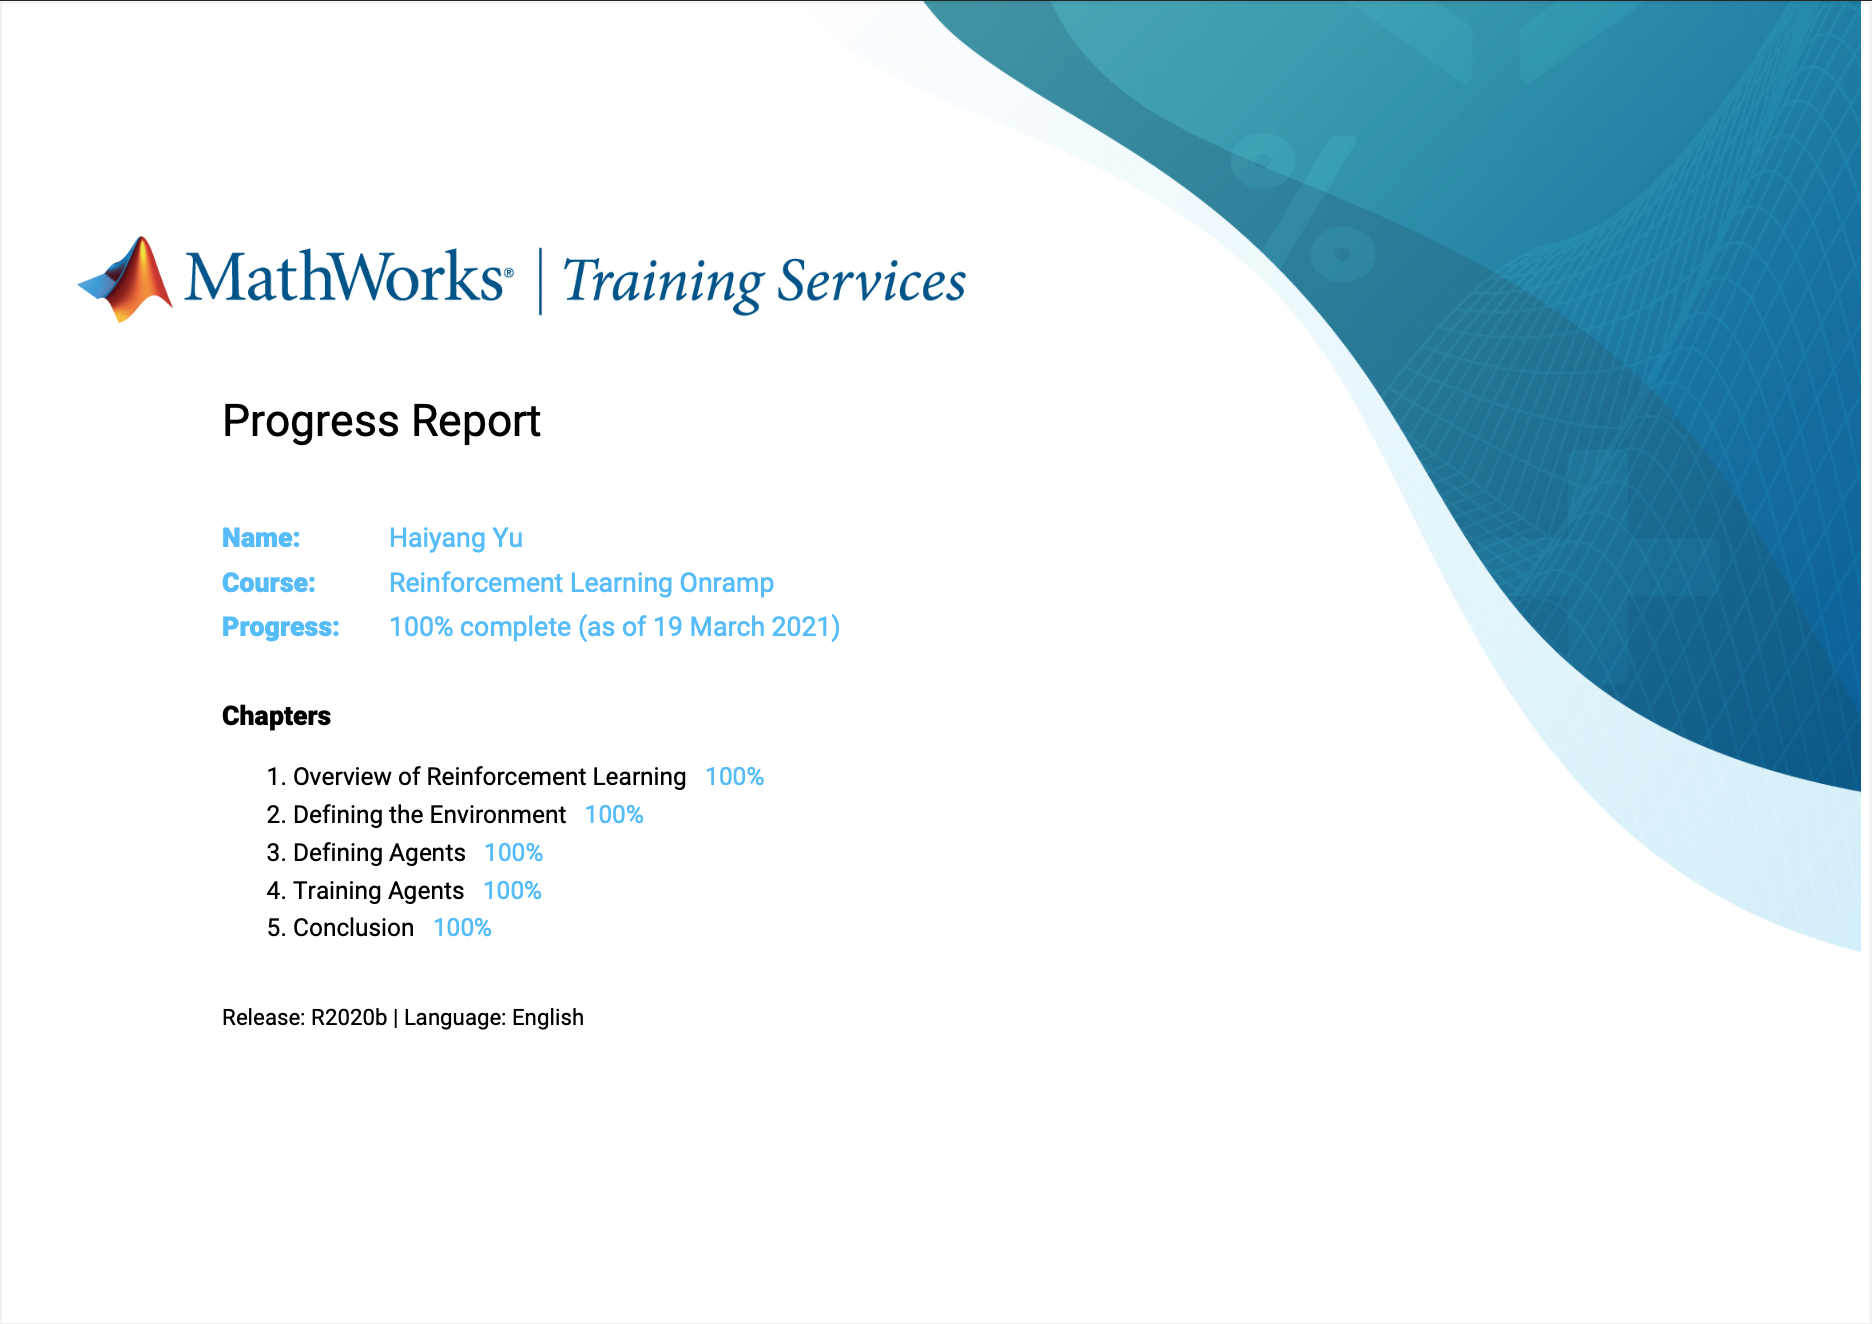 MathWorks® | Training Services
Progress Report
Name: Haiyang Yu
Course: Reinforcement Learning Onramp
Progress: 100% complete (as of 19 March 2021)
Chapters
1. Overview of Reinforcement Learning 100%
2. Defining the Environment 100%
3. Defining Agents 100%
4. Training Agents 100%
5. Conclusion 100%
Release: R2020b | Language: English